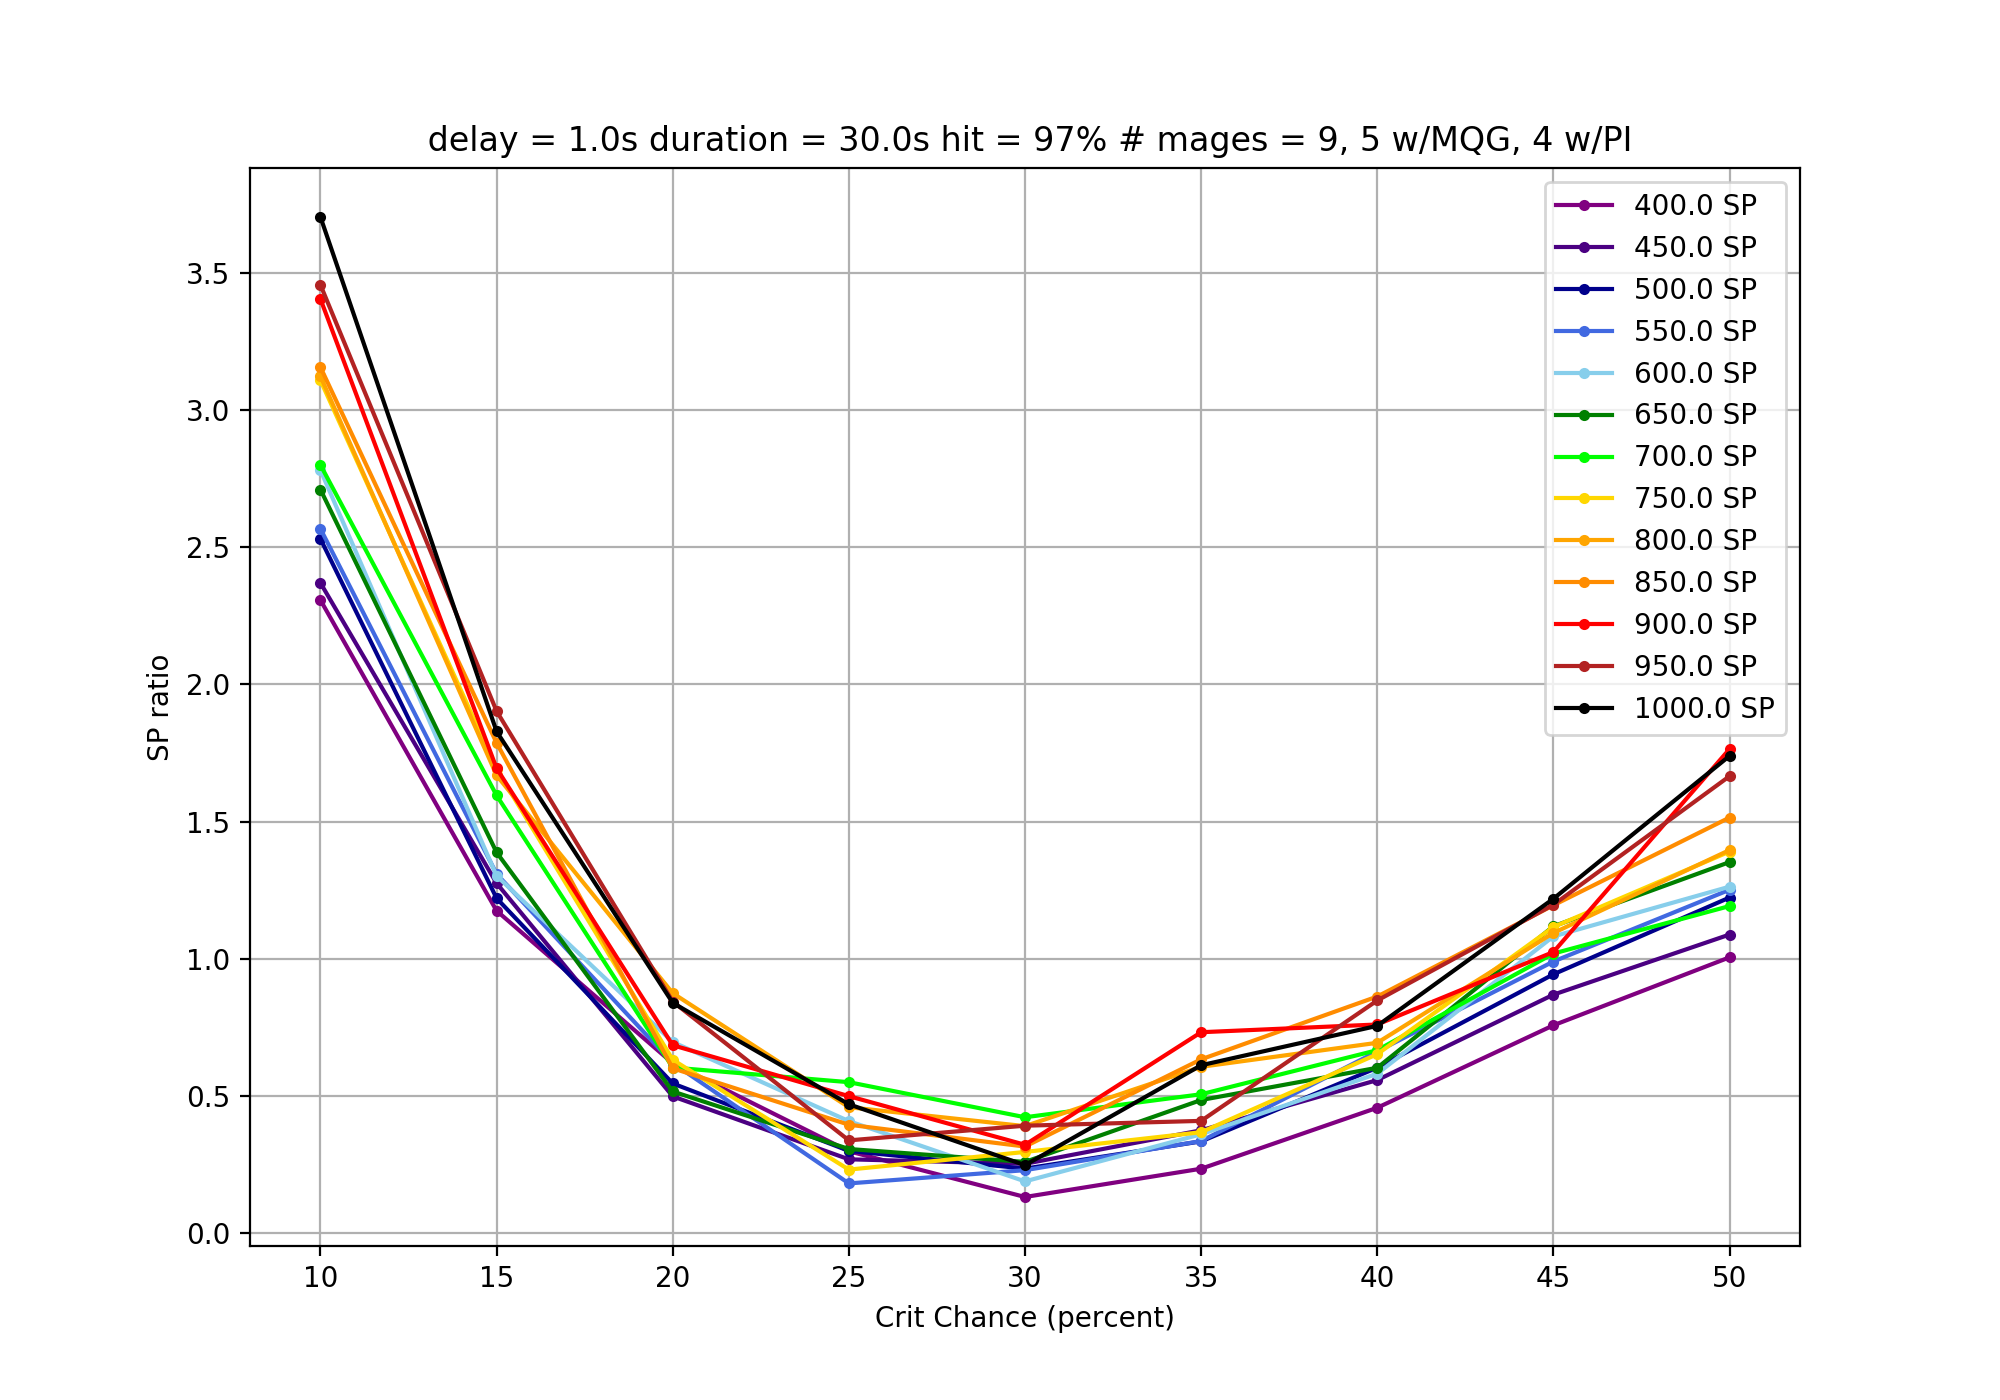 delay = 1.0s duration = 30.0s hit = 97% # mages = 9, 5 w/MQG, 4 w/PI
400.0 SP
450.0 SP
500.0 SP
550.0 SP
600.0 SP
650.0 SP
700.0 SP
750.0 SP
800.0 SP
850.0 SP
900.0 SP
950.0 SP
1000.0 SP
SP ratio
3.5
3.0
2.5
2.0
1.5
1.0
0.5
0.0
10 15 20 25 30 35 40 45 50
Crit Chance (percent)